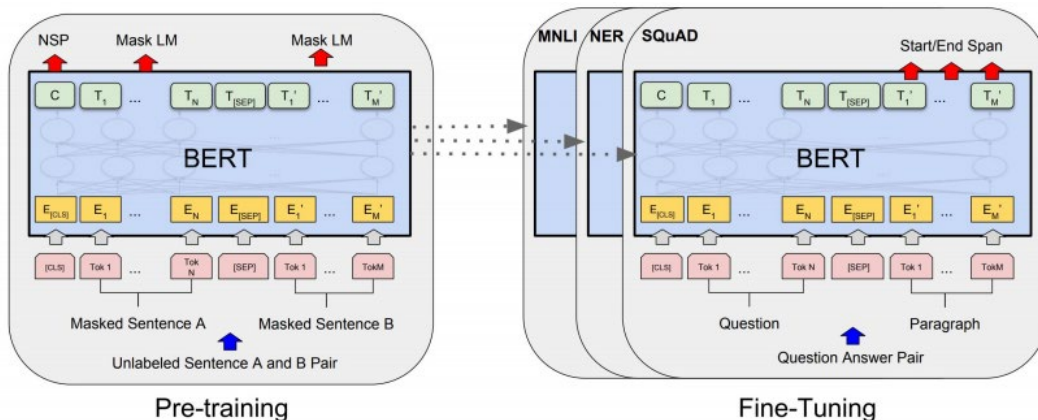 NSP Mask LM Mask LM
C T1 ... TN T[SEP] T1' ... TM'
BERT
E[CLS] E1 ... EN E[SEP] E1' ... EM'
[CLS] Tok 1 ... Tok N [SEP] Tok 1 ... TokM
Masked Sentence A Masked Sentence B
Unlabeled Sentence A and B Pair
Pre-training
MNLI NER SQuAD
Start/End Span
C T1 ... TN T[SEP] T1' ... TM'
BERT
E[CLS] E1 ... EN E[SEP] E1' ... EM'
[CLS] Tok 1 ... Tok N [SEP] Tok 1 ... TokM
Question Paragraph
Question Answer Pair
Fine-Tuning